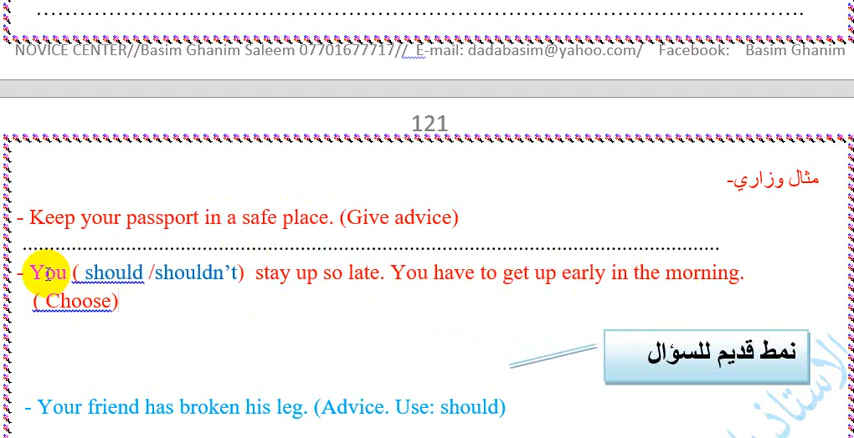 ................................................................................................
NOVICE CENTER//Basim Ghanim Saleem 07701677717// E-mail: dadabasim@yahoo.com/ Facebook: Basim Ghanim
121
مثال وزاري-
- Keep your passport in a safe place. (Give advice)
................................................................................................
- You ( should /shouldn't) stay up so late. You have to get up early in the morning.
( Choose)
نمط قديم للسؤال
- Your friend has broken his leg. (Advice. Use: should)